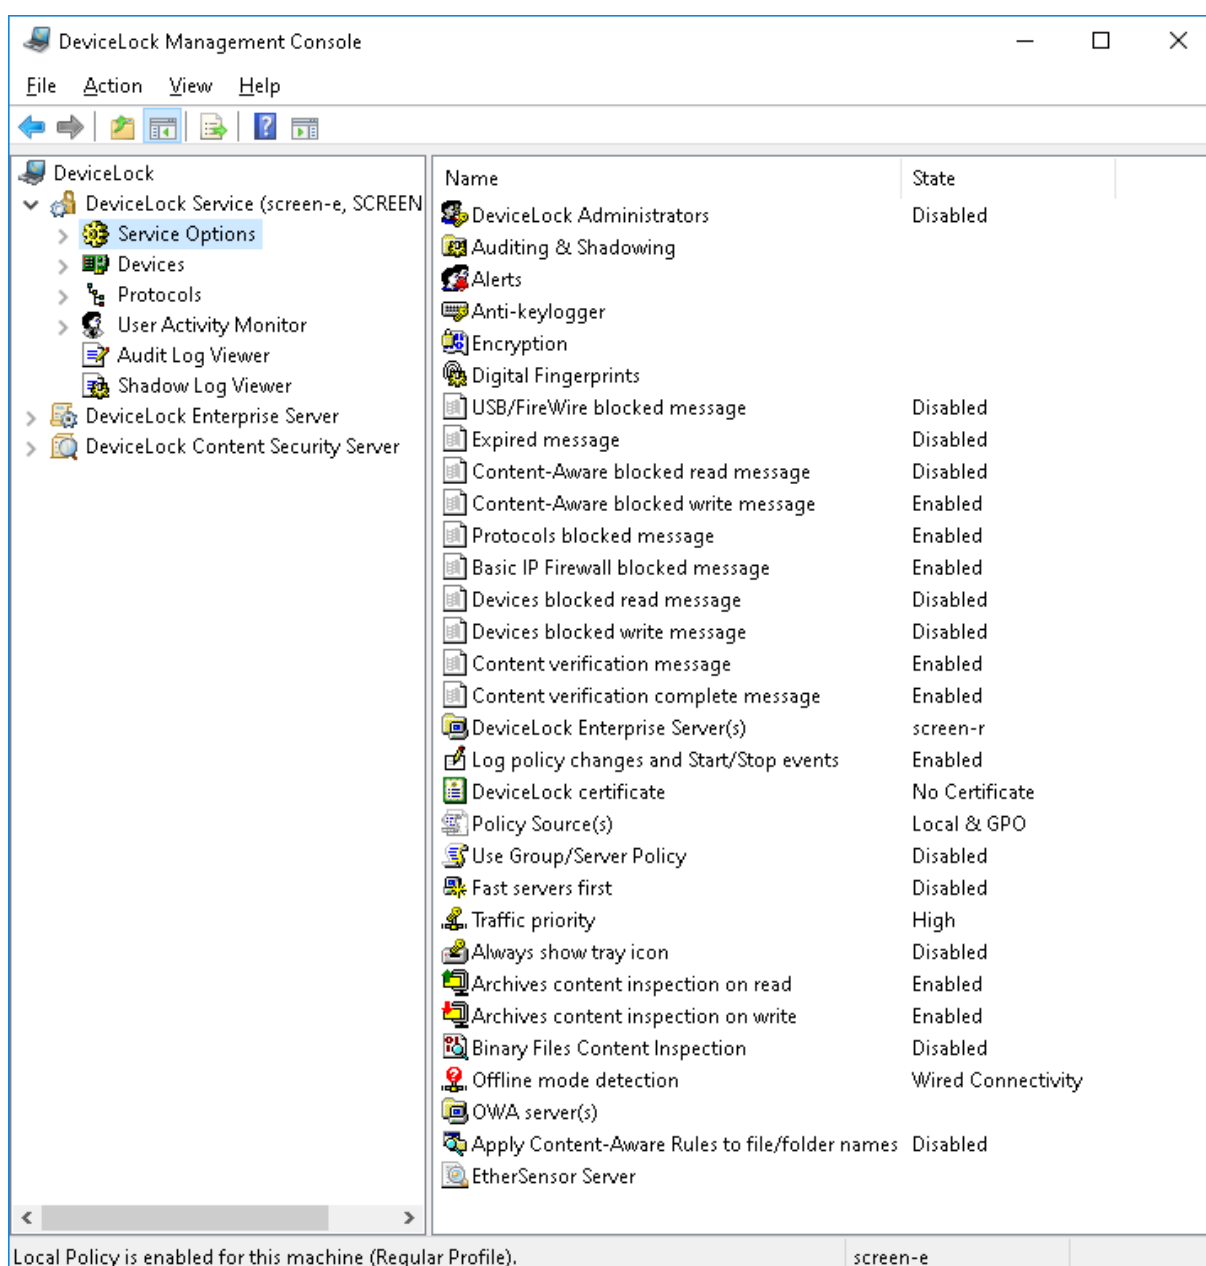 DeviceLock Management Console
File Action View Help
DeviceLock
DeviceLock Service (screen-e, SCREEN
Service Options
Devices
Protocols
User Activity Monitor
Audit Log Viewer
Shadow Log Viewer
DeviceLock Enterprise Server
DeviceLock Content Security Server
Name State
DeviceLock Administrators Disabled
Auditing & Shadowing
Alerts
Anti-keylogger
Encryption
Digital Fingerprints
USB/FireWire blocked message Disabled
Expired message Disabled
Content-Aware blocked read message Disabled
Content-Aware blocked write message Enabled
Protocols blocked message Enabled
Basic IP Firewall blocked message Enabled
Devices blocked read message Disabled
Devices blocked write message Disabled
Content verification message Enabled
Content verification complete message Enabled
DeviceLock Enterprise Server(s) screen-r
Log policy changes and Start/Stop events Enabled
DeviceLock certificate No Certificate
Policy Source(s) Local & GPO
Use Group/Server Policy Disabled
Fast servers first Disabled
Traffic priority High
Always show tray icon Disabled
Archives content inspection on read Enabled
Archives content inspection on write Enabled
Binary Files Content Inspection Disabled
Offline mode detection Wired Connectivity
OWA server(s)
Apply Content-Aware Rules to file/folder names Disabled
EtherSensor Server
Local Policy is enabled for this machine (Regular Profile). screen-e